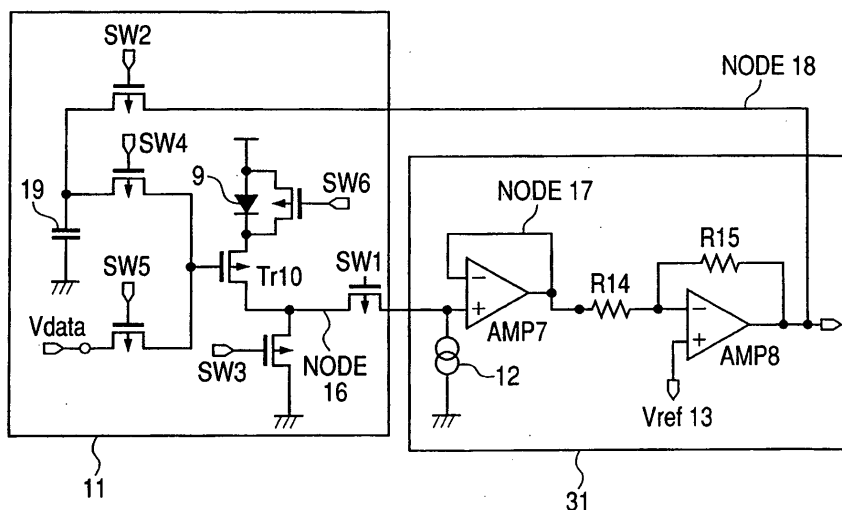 SW2
NODE 18
SW4
9
SW6
19
NODE 17
R15
SW5
Tr10
SW1
R14
Vdata
AMP7
AMP8
SW3
NODE
16
12
Vref 13
11
31
−
+
−
+